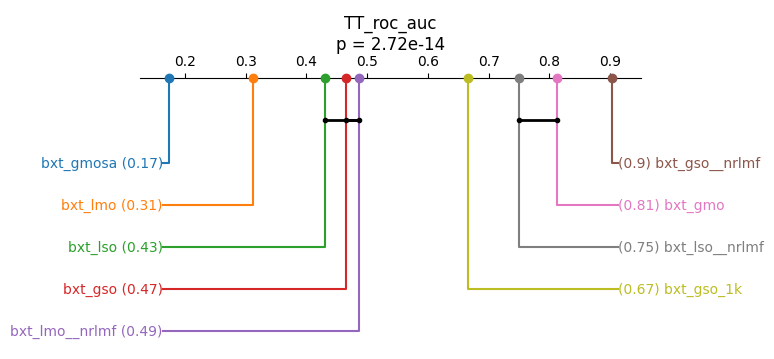 TT_roc_auc
p = 2.72e-14
0.2 0.3 0.4 0.5 0.6 0.7 0.8 0.9
bxt_gmosa (0.17) (0.9) bxt_gso__nrlmf
bxt_lmo (0.31) (0.81) bxt_gmo
bxt_lso (0.43) (0.75) bxt_lso__nrlmf
bxt_gso (0.47) (0.67) bxt_gso_1k
bxt_lmo__nrlmf (0.49)